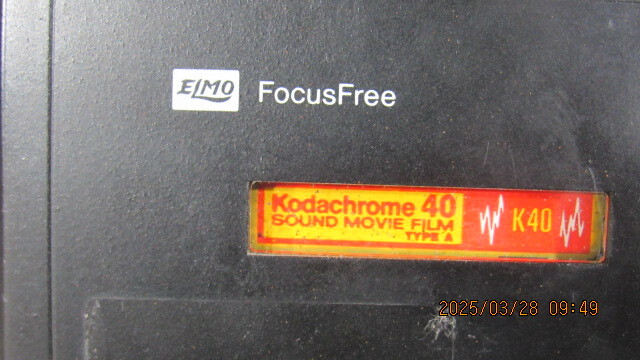 ELMO FocusFree
Kodachrome 40
SOUND MOVIE FILM
TYPE A
K40
2025/03/28 09:49